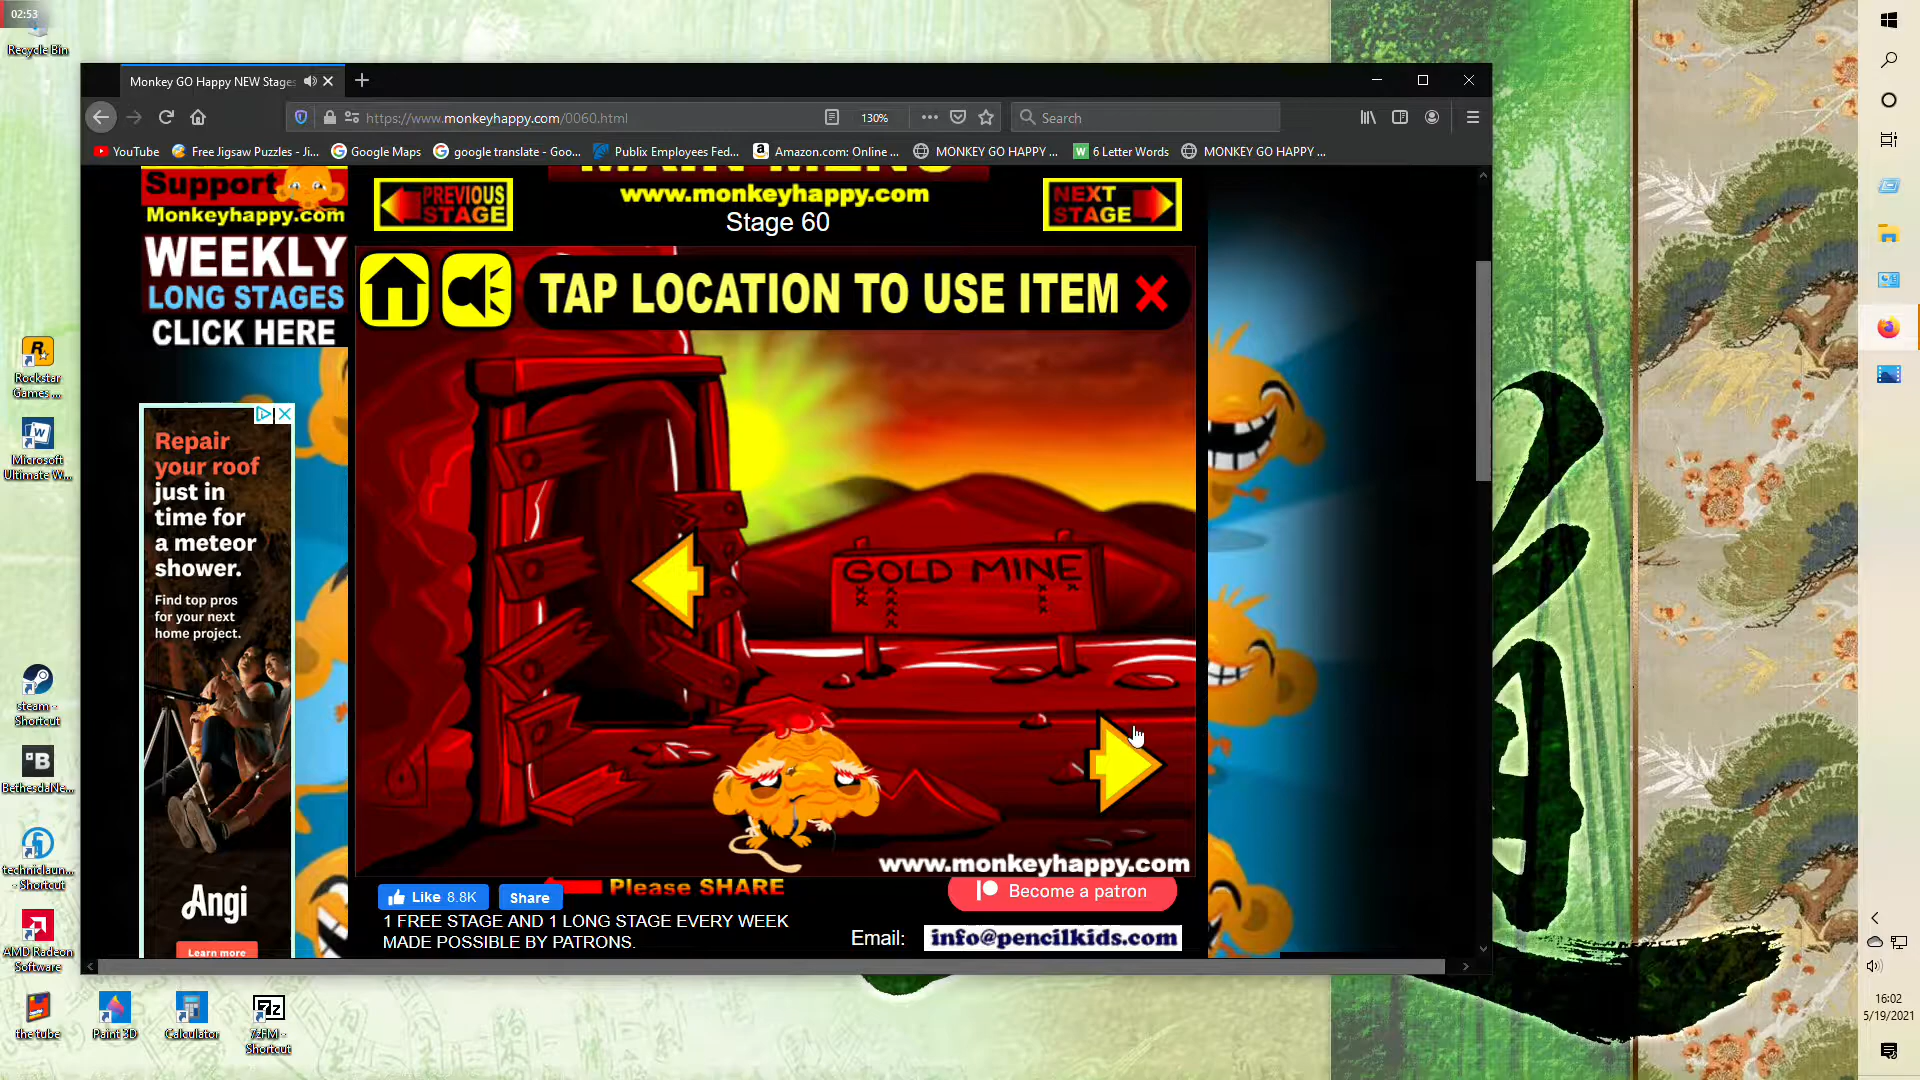 02:53
Recycle Bin
Monkey GO Happy NEW Stages
https://www.monkeyhappy.com/0060.html
130%
Search
YouTube
Free Jigsaw Puzzles - Ji...
Google Maps
google translate - Goo...
Publix Employees Fed...
Amazon.com: Online ...
MONKEY GO HAPPY ...
6 Letter Words
MONKEY GO HAPPY ...
Support
Monkeyhappy.com
PREVIOUS
STAGE
MAIN MENU
www.monkeyhappy.com
Stage 60
NEXT
STAGE
WEEKLY
LONG STAGES
CLICK HERE
TAP LOCATION TO USE ITEM
GOLD MINE
www.monkeyhappy.com
Repair
your roof
just in
time for
a meteor
shower.
Find top pros
for your next
home project.
Angi
Learn more
Like 8.8K
Share
Please SHARE
Become a patron
1 FREE STAGE AND 1 LONG STAGE EVERY WEEK
MADE POSSIBLE BY PATRONS.
Email:
info@pencilkids.com
Rockstar
Games ...
Microsoft
Ultimate W...
steam -
Shortcut
BethesdaNe...
techniclaun...
- Shortcut
AMD Radeon
Software
the tube
Paint 3D
Calculator
7zFM -
Shortcut
16:02
5/19/2021